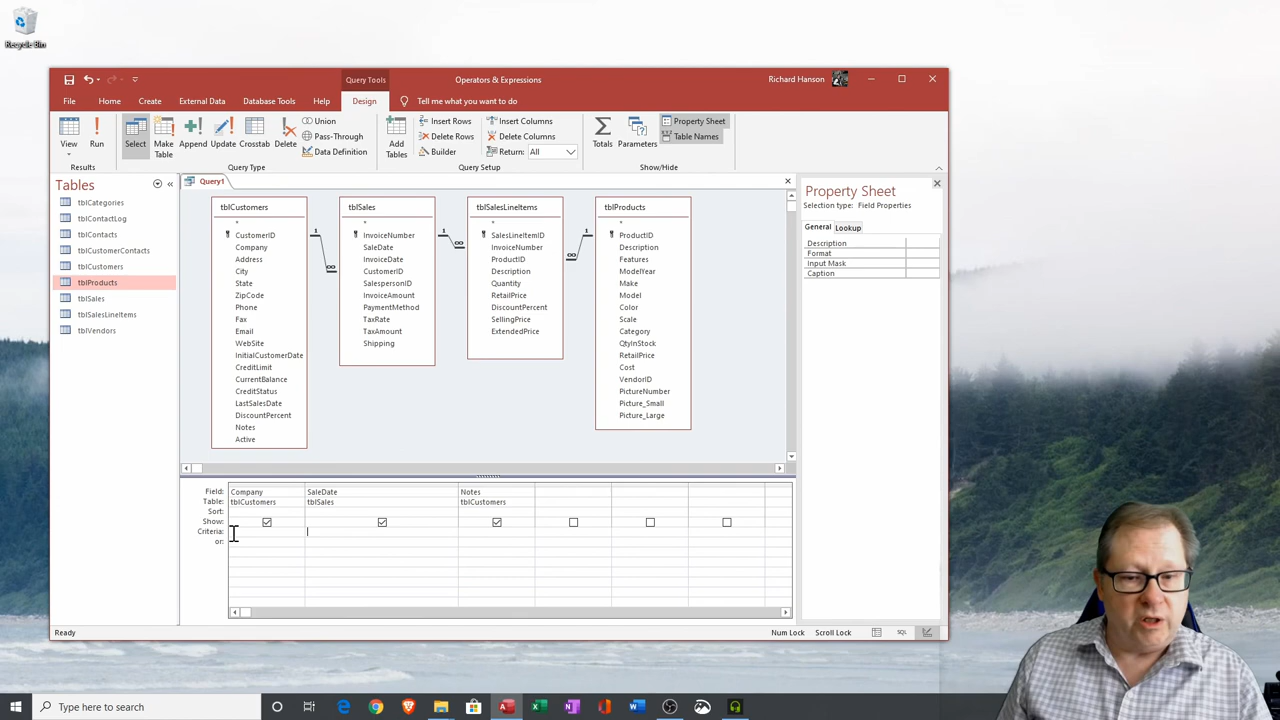 Recycle Bin
Query Tools
Operators & Expressions
Richard Hanson
File
Home
Create
External Data
Database Tools
Help
Design
Tell me what you want to do
View
Run
Select
Make Table
Append
Update
Crosstab
Delete
Union
Pass-Through
Data Definition
Add Tables
Insert Rows
Delete Rows
Builder
Insert Columns
Delete Columns
Return: All
Totals
Parameters
Property Sheet
Table Names
Results
Query Type
Query Setup
Show/Hide
Tables
tblCategories
tblContactLog
tblContacts
tblCustomerContacts
tblCustomers
tblProducts
tblSales
tblSalesLineItems
tblVendors
Query1
tblCustomers
*
CustomerID
Company
Address
City
State
ZipCode
Phone
Fax
Email
WebSite
InitialCustomerDate
CreditLimit
CurrentBalance
CreditStatus
LastSalesDate
DiscountPercent
Notes
Active
1
∞
tblSales
*
InvoiceNumber
SaleDate
InvoiceDate
CustomerID
SalespersonID
InvoiceAmount
PaymentMethod
TaxRate
TaxAmount
Shipping
1
∞
tblSalesLineItems
*
SalesLineItemID
InvoiceNumber
ProductID
Description
Quantity
RetailPrice
DiscountPercent
SellingPrice
ExtendedPrice
1
∞
tblProducts
*
ProductID
Description
Features
ModelYear
Make
Model
Color
Scale
Category
QtyInStock
RetailPrice
Cost
VendorID
PictureNumber
Picture_Small
Picture_Large
Property Sheet
Selection type: Field Properties
General
Lookup
Description
Format
Input Mask
Caption
Field: Company SaleDate Notes
Table: tblCustomers tblSales tblCustomers
Sort:
Show:
Criteria:
or:
Ready
Num Lock
Scroll Lock
SQL
Type here to search